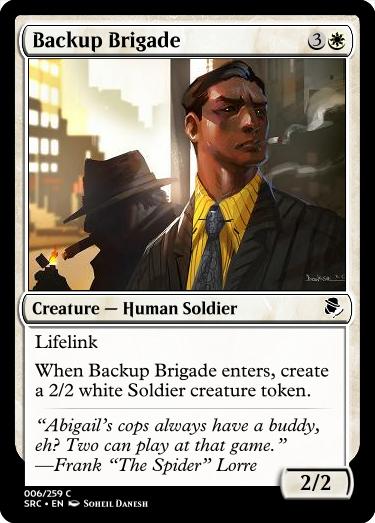 Backup Brigade 3
Creature — Human Soldier
Lifelink
When Backup Brigade enters, create
a 2/2 white Soldier creature token.
“Abigail's cops always have a buddy,
eh? Two can play at that game.”
—Frank “The Spider” Lorre
2/2
006/259 C
SRC • EN Soheil Danesh